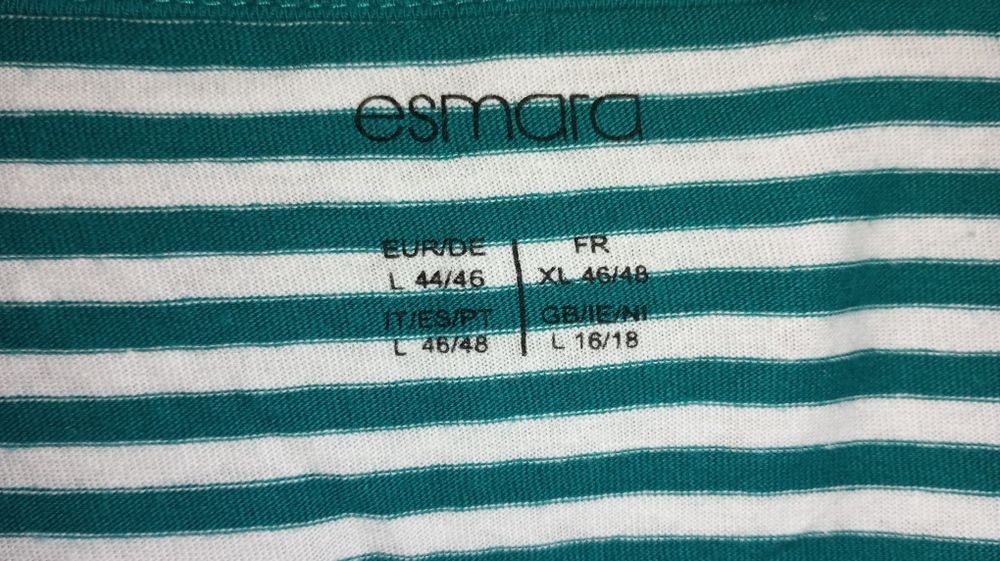 esmara
EUR/DE
L 44/46
FR
XL 46/48
IT/ES/PT
L 46/48
GB/IE/NI
L 16/18